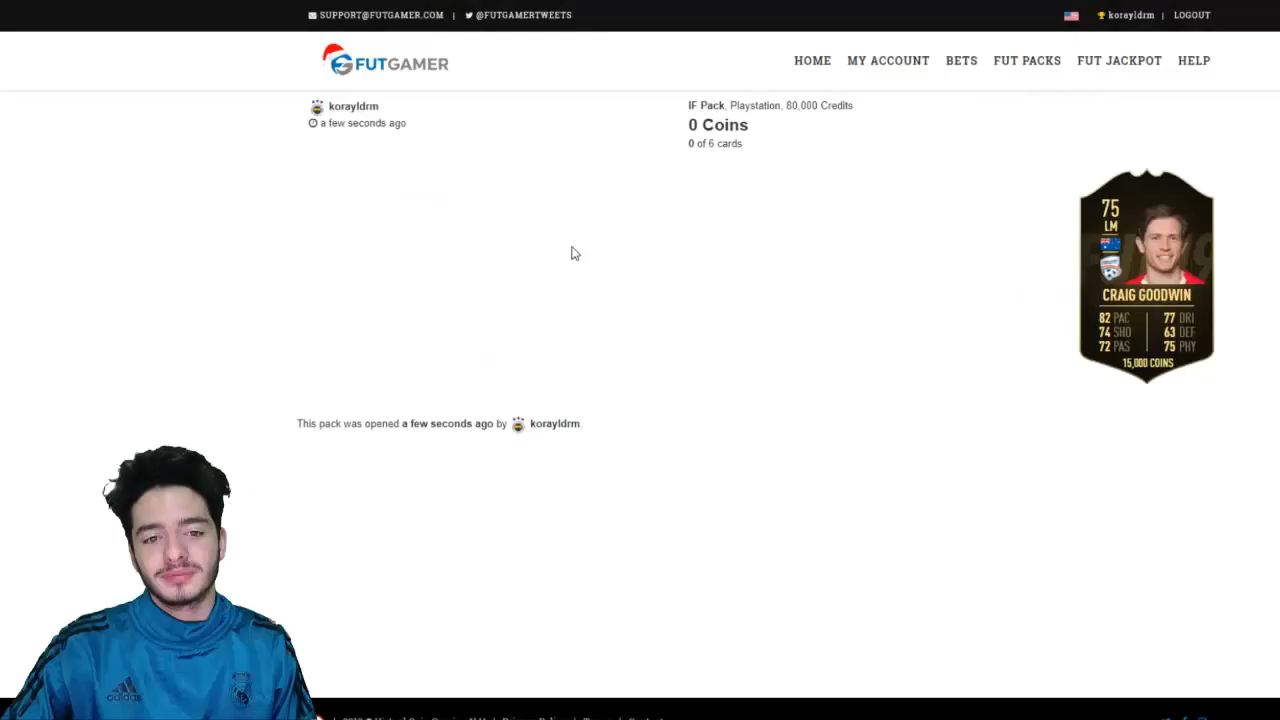 SUPPORT@FUTGAMER.COM | @FUTGAMERTWEETS
korayldrm | LOGOUT
FUTGAMER
HOME MY ACCOUNT BETS FUT PACKS FUT JACKPOT HELP
korayldrm
a few seconds ago
IF Pack, Playstation, 80,000 Credits
0 Coins
0 of 6 cards
75
LM
CRAIG GOODWIN
82 PAC 77 DRI
74 SHO 63 DEF
72 PAS 75 PHY
15,000 COINS
This pack was opened a few seconds ago by korayldrm.